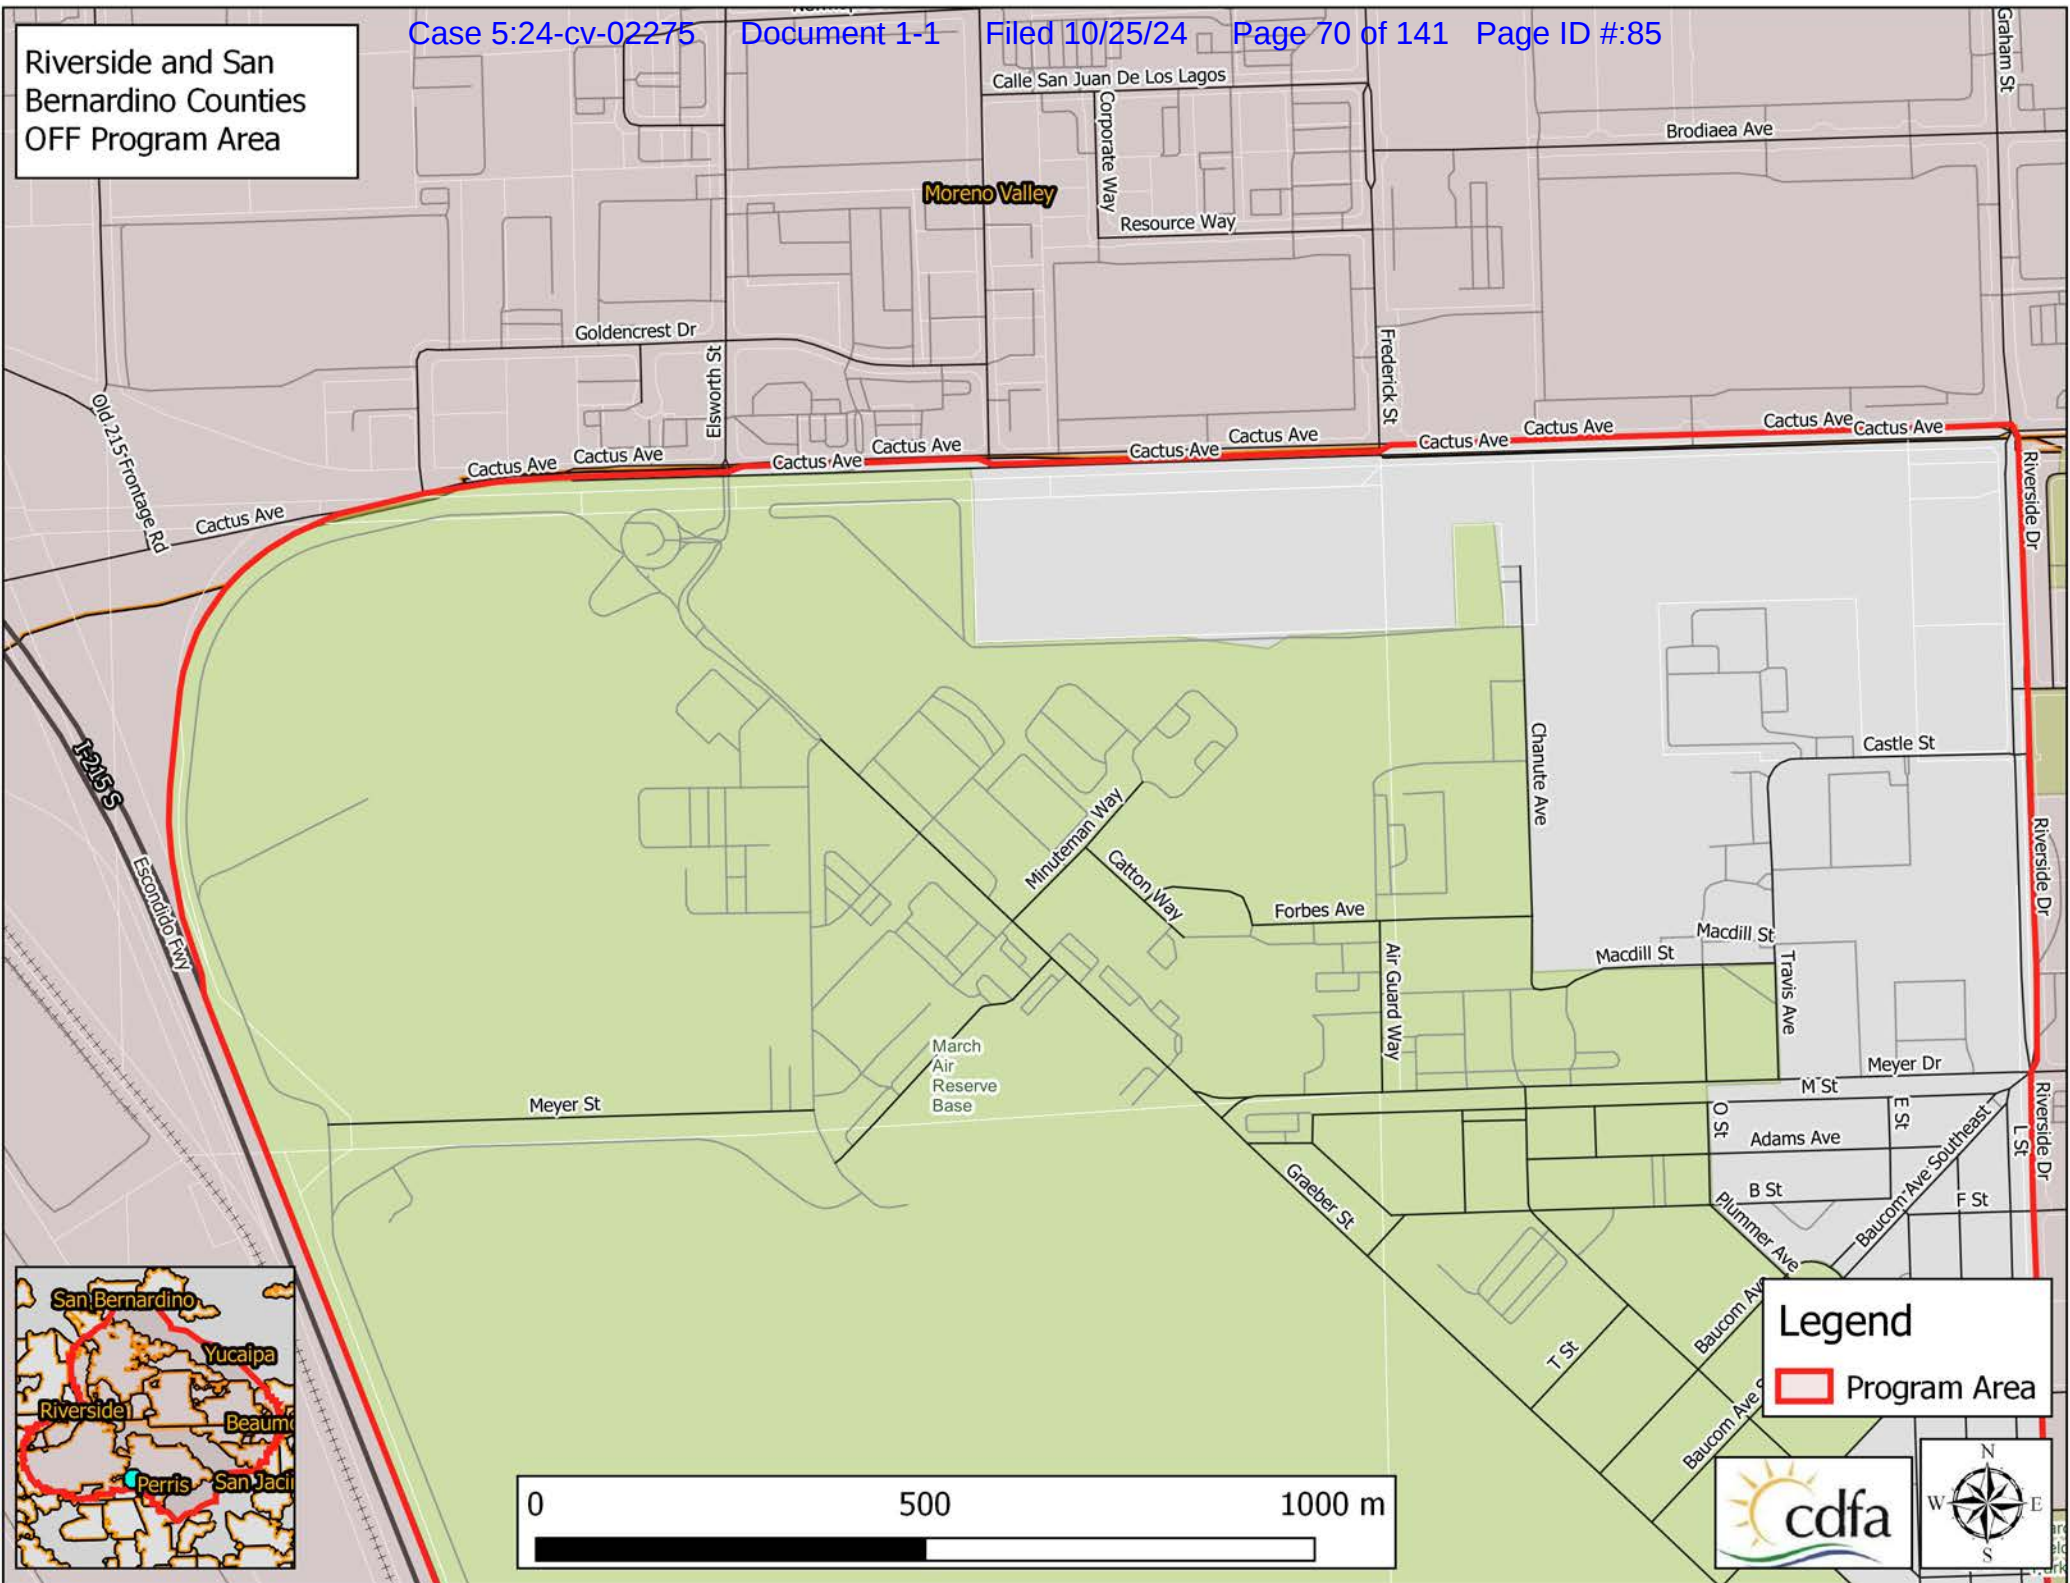 Case 5:24-cv-02275 Document 1-1 Filed 10/25/24 Page 70 of 141 Page ID #:85
Riverside and San
Bernardino Counties
OFF Program Area
Graham St
Calle San Juan De Los Lagos
Corporate Way
Brodiaea Ave
Moreno Valley
Resource Way
Goldencrest Dr
Elsworth St
Frederick St
Old 215 Frontage Rd
Cactus Ave
Cactus Ave
Cactus Ave
Cactus Ave
Cactus Ave
Cactus Ave
Cactus Ave
Cactus Ave
Cactus Ave
Cactus Ave
Cactus Ave
Riverside Dr
I-215 S
Escondido Fwy
Chanute Ave
Castle St
Minuteman Way
Catton Way
Forbes Ave
Riverside Dr
Air Guard Way
Macdill St
Macdill St
Travis Ave
March
Air
Reserve
Base
Meyer St
Meyer Dr
M St
O St
E St
L St
Riverside Dr
Adams Ave
B St
F St
Baucom Ave Southeast
Graeber St
Plummer Ave
Baucom Ave
T St
Baucom Ave S
San Bernardino
Yucaipa
Riverside
Beaum
Perris
San Jaci
Legend
Program Area
0 500 1000 m
cdfa
N
W E
S